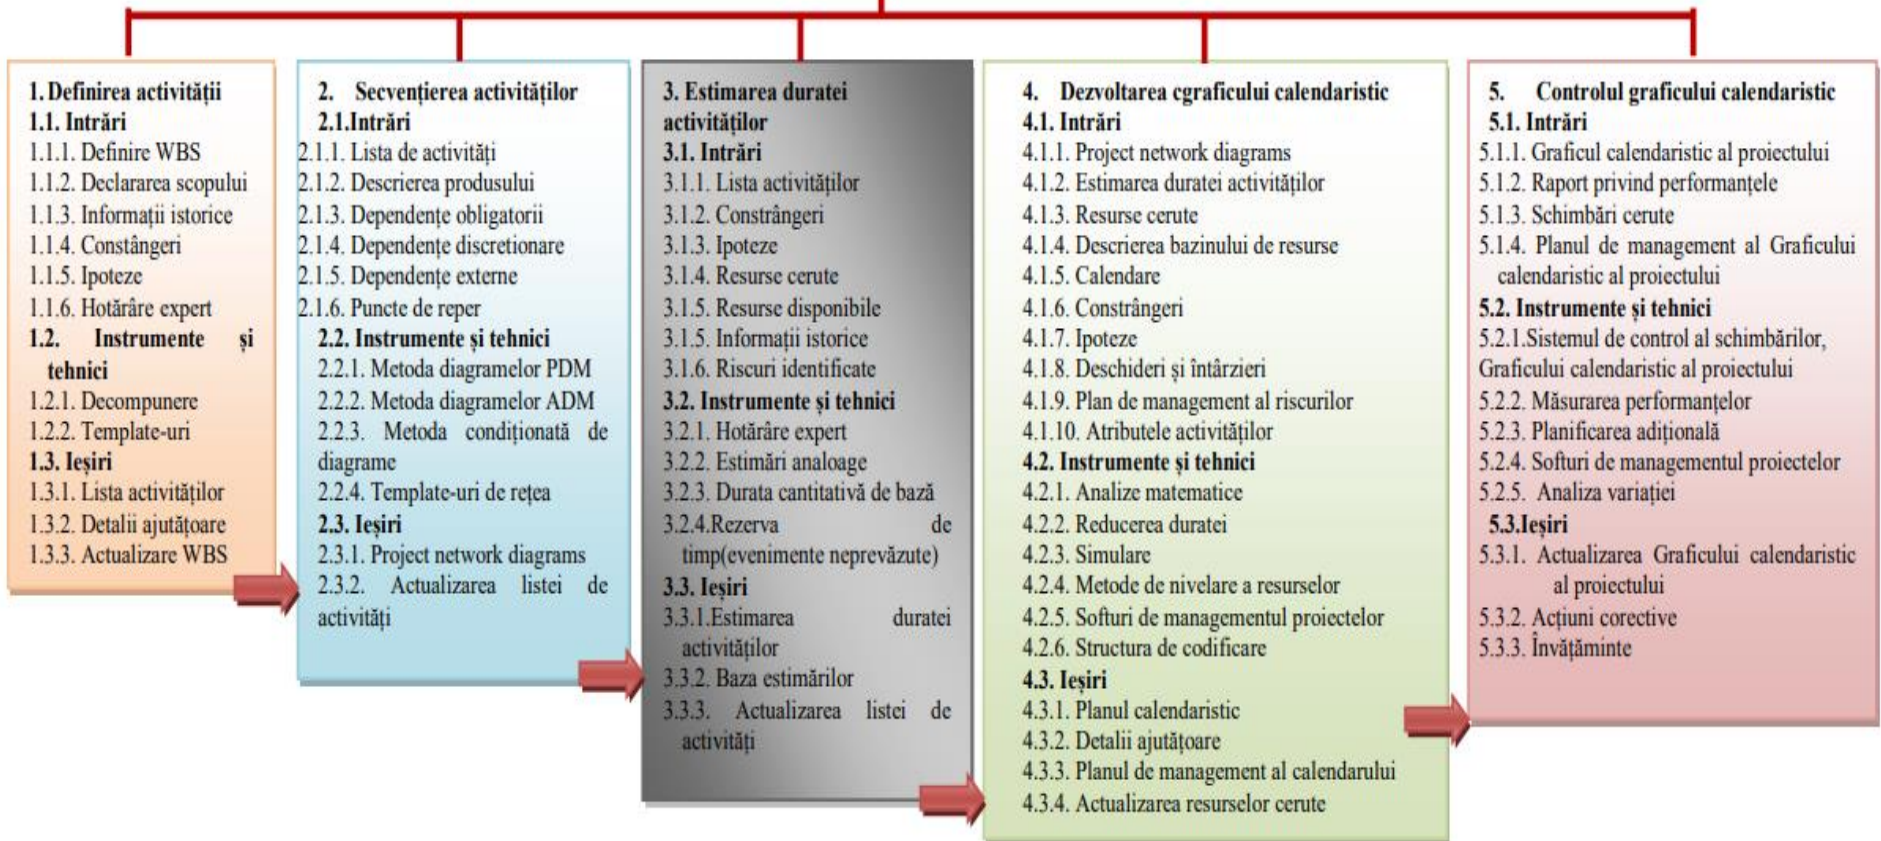 1. Definirea activității
1.1. Intrări
1.1.1. Definire WBS
1.1.2. Declararea scopului
1.1.3. Informații istorice
1.1.4. Constângeri
1.1.5. Ipoteze
1.1.6. Hotărâre expert
1.2. Instrumente și
tehnici
1.2.1. Decompunere
1.2.2. Template-uri
1.3. Ieșiri
1.3.1. Lista activităților
1.3.2. Detalii ajutătoare
1.3.3. Actualizare WBS
2. Secvențierea activităților
2.1.Intrări
2.1.1. Lista de activități
2.1.2. Descrierea produsului
2.1.3. Dependențe obligatorii
2.1.4. Dependențe discretionare
2.1.5. Dependențe externe
2.1.6. Puncte de reper
2.2. Instrumente și tehnici
2.2.1. Metoda diagramelor PDM
2.2.2. Metoda diagramelor ADM
2.2.3. Metoda condiționată de
diagrame
2.2.4. Template-uri de rețea
2.3. Ieșiri
2.3.1. Project network diagrams
2.3.2. Actualizarea listei de
activități
3. Estimarea duratei
activităților
3.1. Intrări
3.1.1. Lista activităților
3.1.2. Constrângeri
3.1.3. Ipoteze
3.1.4. Resurse cerute
3.1.5. Resurse disponibile
3.1.5. Informații istorice
3.1.6. Riscuri identificate
3.2. Instrumente și tehnici
3.2.1. Hotărâre expert
3.2.2. Estimări analoage
3.2.3. Durata cantitativă de bază
3.2.4.Rezerva de
timp(evenimente neprevăzute)
3.3. Ieșiri
3.3.1.Estimarea duratei
activităților
3.3.2. Baza estimărilor
3.3.3. Actualizarea listei de
activități
4. Dezvoltarea cgraficului calendaristic
4.1. Intrări
4.1.1. Project network diagrams
4.1.2. Estimarea duratei activităților
4.1.3. Resurse cerute
4.1.4. Descrierea bazinului de resurse
4.1.5. Calendare
4.1.6. Constrângeri
4.1.7. Ipoteze
4.1.8. Deschideri și întârzieri
4.1.9. Plan de management al riscurilor
4.1.10. Atributele activităților
4.2. Instrumente și tehnici
4.2.1. Analize matematice
4.2.2. Reducerea duratei
4.2.3. Simulare
4.2.4. Metode de nivelare a resurselor
4.2.5. Softuri de managementul proiectelor
4.2.6. Structura de codificare
4.3. Ieșiri
4.3.1. Planul calendaristic
4.3.2. Detalii ajutătoare
4.3.3. Planul de management al calendarului
4.3.4. Actualizarea resurselor cerute
5. Controlul graficului calendaristic
5.1. Intrări
5.1.1. Graficul calendaristic al proiectului
5.1.2. Raport privind performanțele
5.1.3. Schimbări cerute
5.1.4. Planul de management al Graficului
calendaristic al proiectului
5.2. Instrumente și tehnici
5.2.1.Sistemul de control al schimbărilor,
Graficului calendaristic al proiectului
5.2.2. Măsurarea performanțelor
5.2.3. Planificarea adițională
5.2.4. Softuri de managementul proiectelor
5.2.5. Analiza variației
5.3.Ieșiri
5.3.1. Actualizarea Graficului calendaristic
al proiectului
5.3.2. Acțiuni corective
5.3.3. Învățăminte